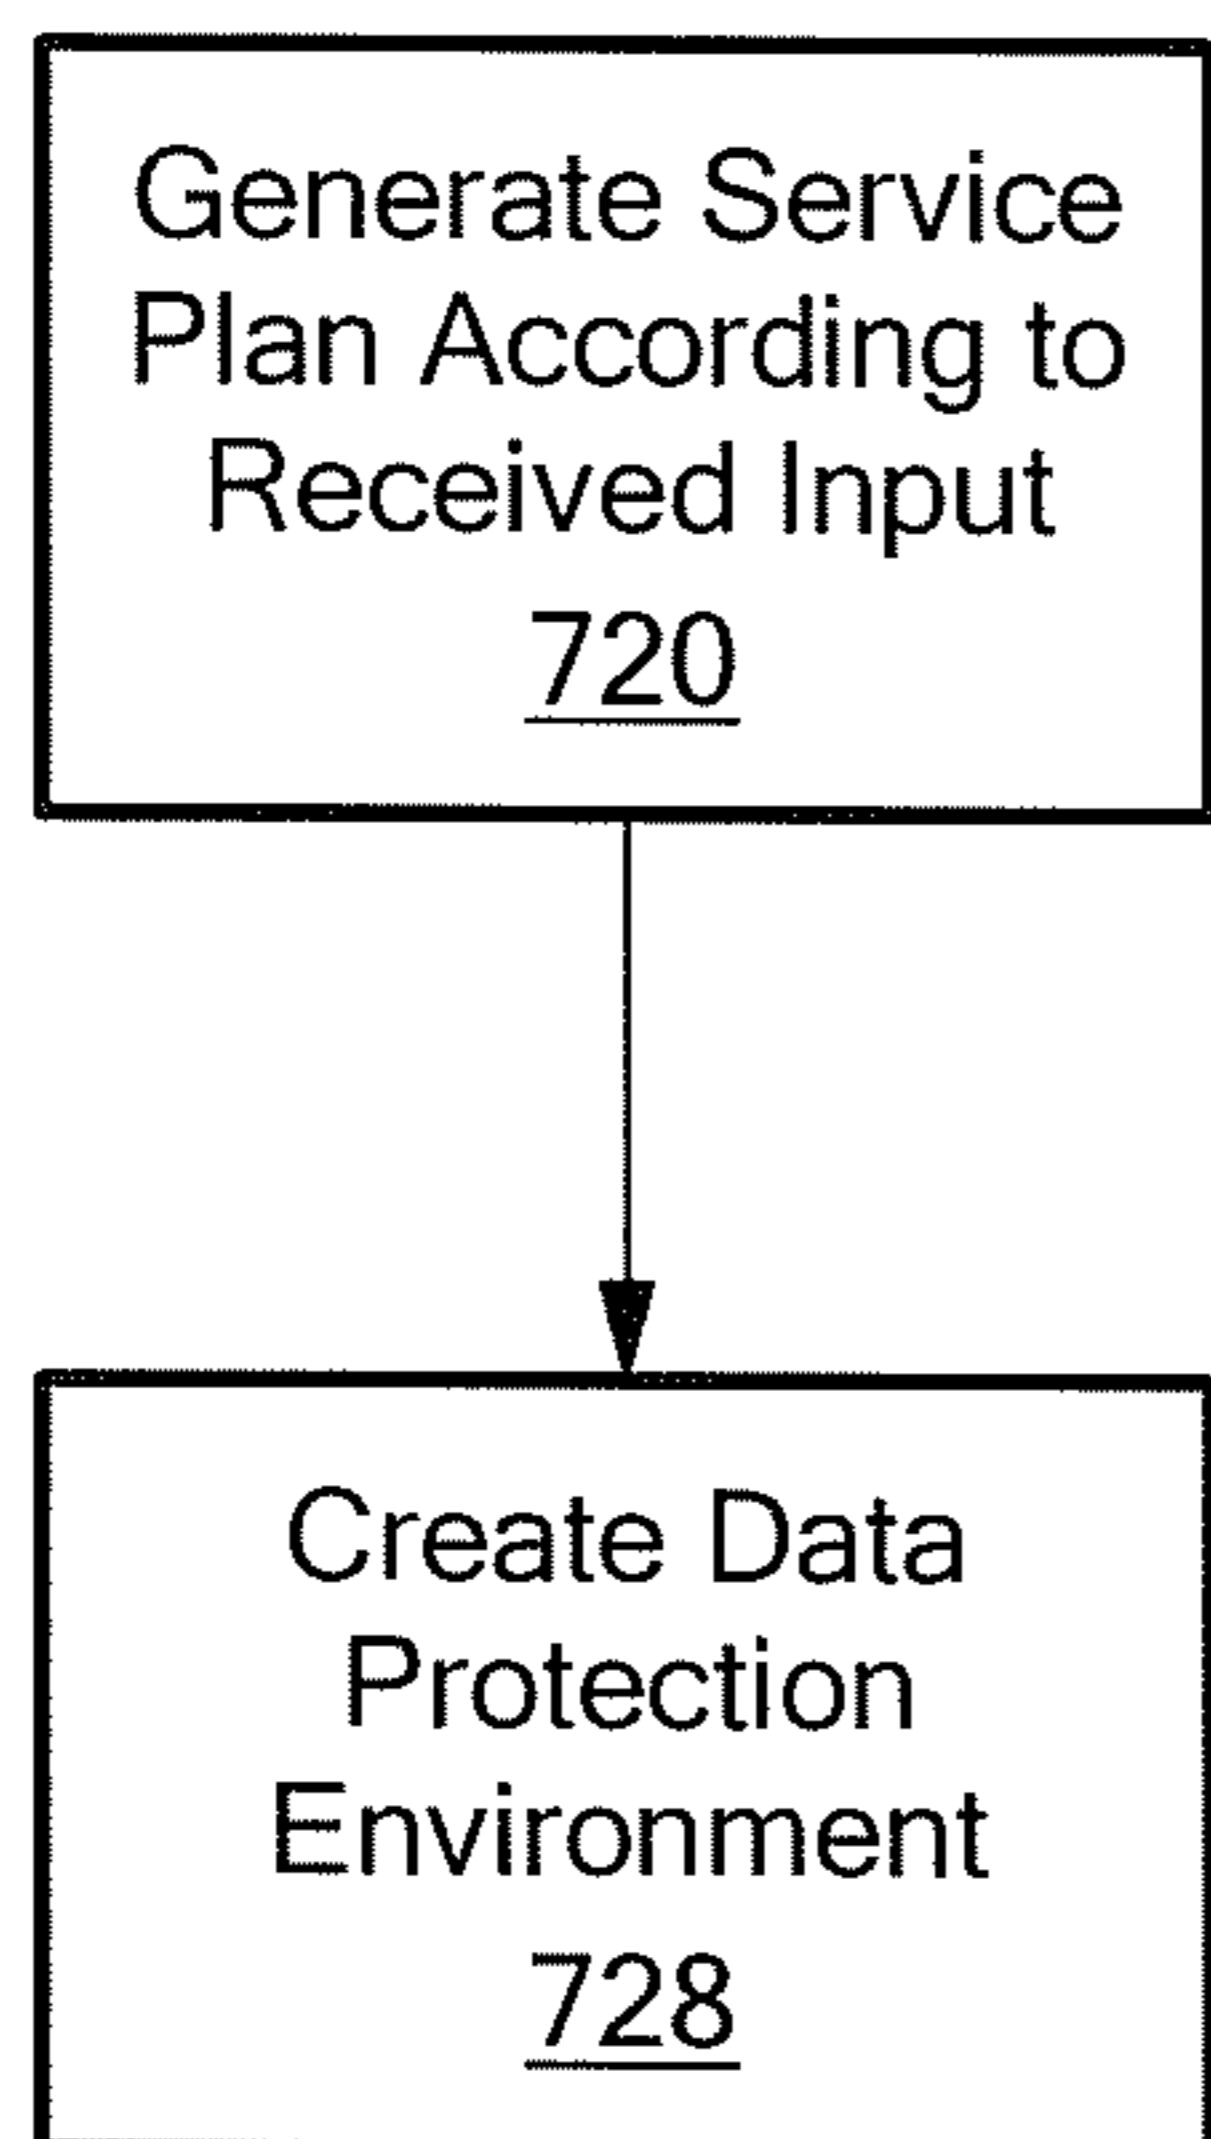 Generate Service
Plan According to
Received Input
720
Create Data
Protection
Environment
728